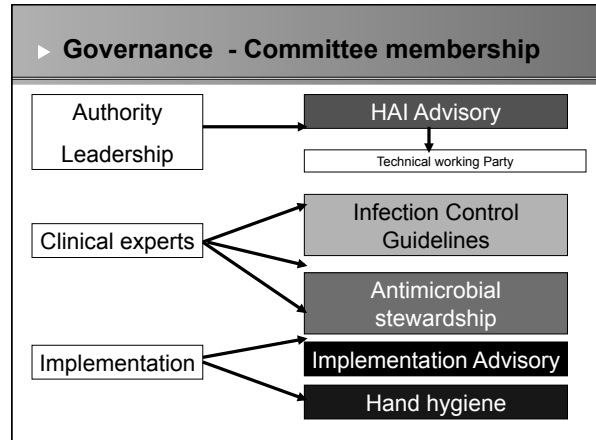 Governance - Committee membership
Authority
Leadership
HAI Advisory
Technical working Party
Clinical experts
Infection Control
Guidelines
Antimicrobial
stewardship
Implementation
Implementation Advisory
Hand hygiene